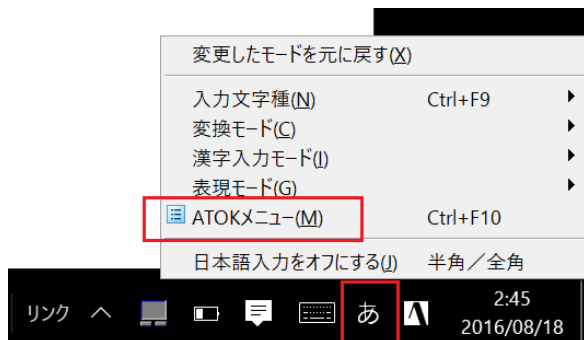 変更したモードを元に戻す(X)
入力文字種(N) Ctrl+F9
変換モード(C)
漢字入力モード(I)
表現モード(G)
ATOKメニュー(M) Ctrl+F10
日本語入力をオフにする(J) 半角／全角
リンク あ 2:45
2016/08/18